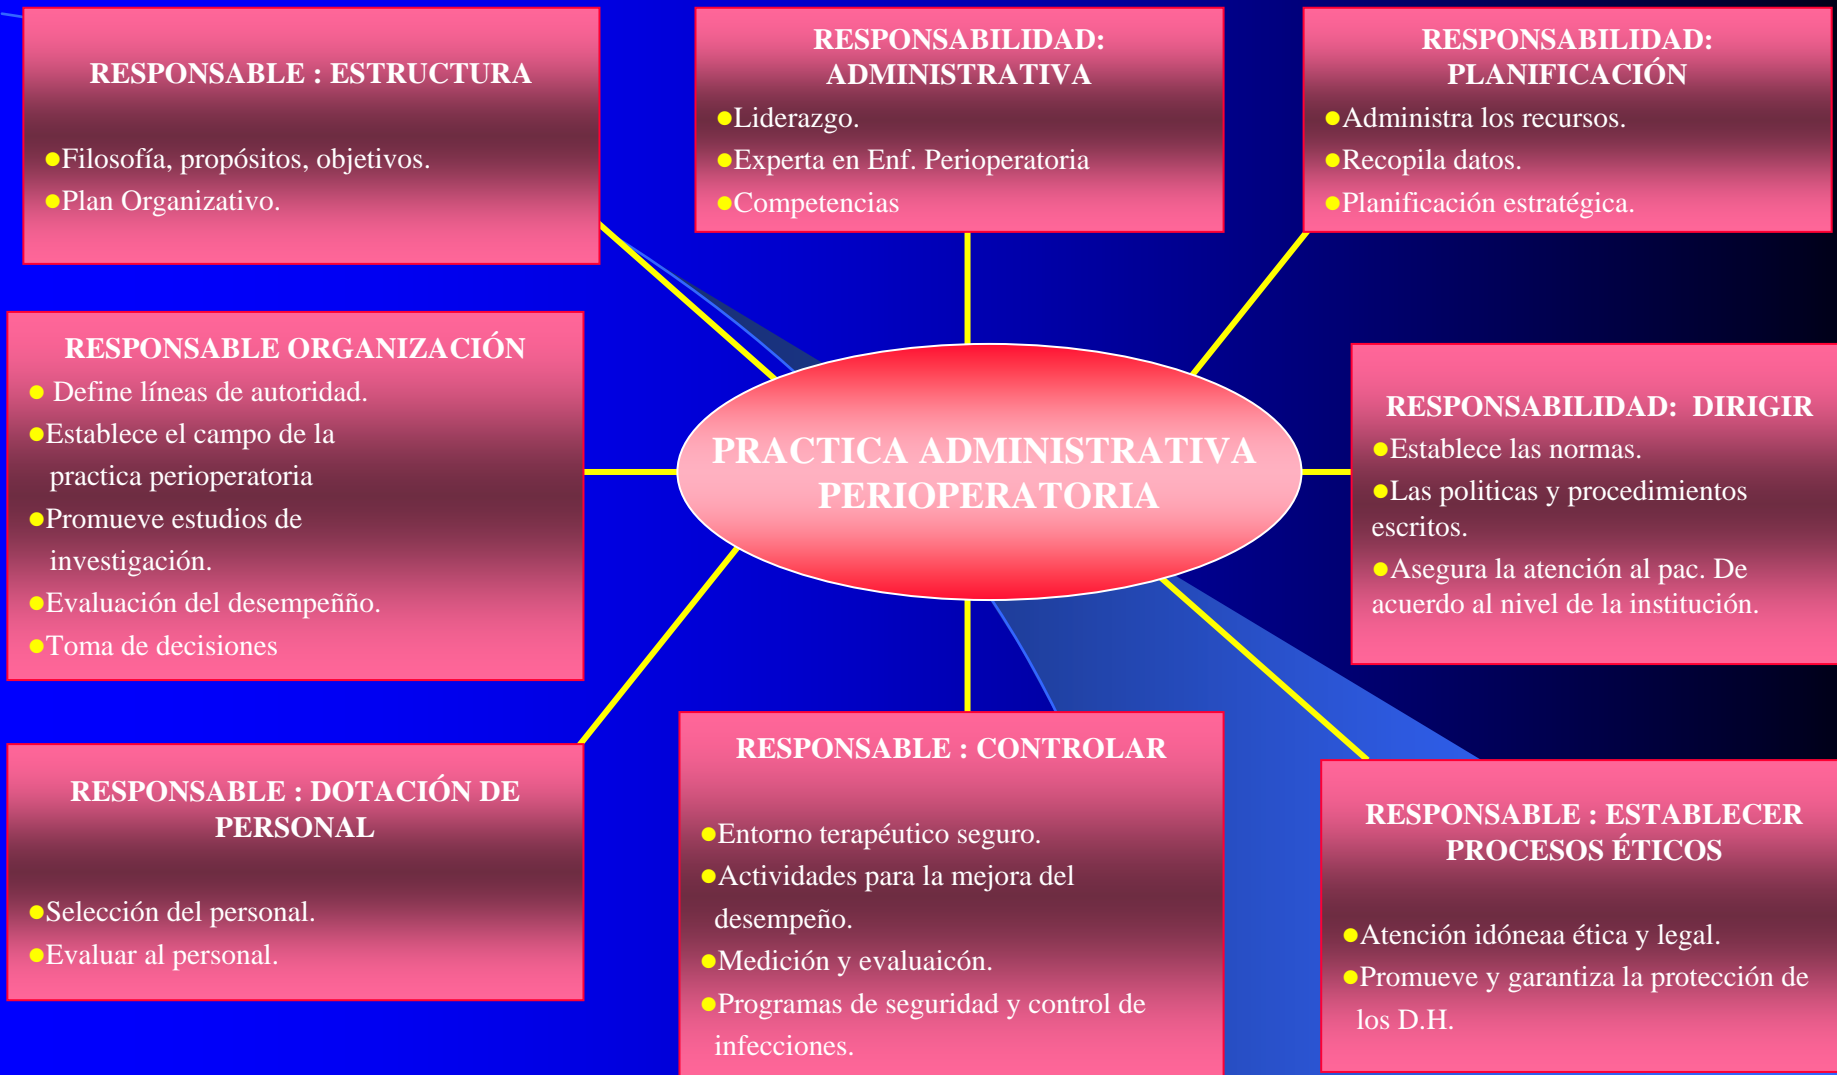 RESPONSABLE : ESTRUCTURA
●Filosofía, propósitos, objetivos.
●Plan Organizativo.
RESPONSABILIDAD:
ADMINISTRATIVA
●Liderazgo.
●Experta en Enf. Perioperatoria
●Competencias
RESPONSABILIDAD:
PLANIFICACIÓN
●Administra los recursos.
●Recopila datos.
●Planificación estratégica.
RESPONSABLE ORGANIZACIÓN
● Define líneas de autoridad.
●Establece el campo de la
practica perioperatoria
●Promueve estudios de
investigación.
●Evaluación del desempeñño.
●Toma de decisiones
PRACTICA ADMINISTRATIVA
PERIOPERATORIA
RESPONSABILIDAD: DIRIGIR
●Establece las normas.
●Las politicas y procedimientos
escritos.
●Asegura la atención al pac. De
acuerdo al nivel de la institución.
RESPONSABLE : DOTACIÓN DE
PERSONAL
●Selección del personal.
●Evaluar al personal.
RESPONSABLE : CONTROLAR
●Entorno terapéutico seguro.
●Actividades para la mejora del
desempeño.
●Medición y evaluaicón.
●Programas de seguridad y control de
infecciones.
RESPONSABLE : ESTABLECER
PROCESOS ÉTICOS
●Atención idóneaa ética y legal.
●Promueve y garantiza la protección de
los D.H.